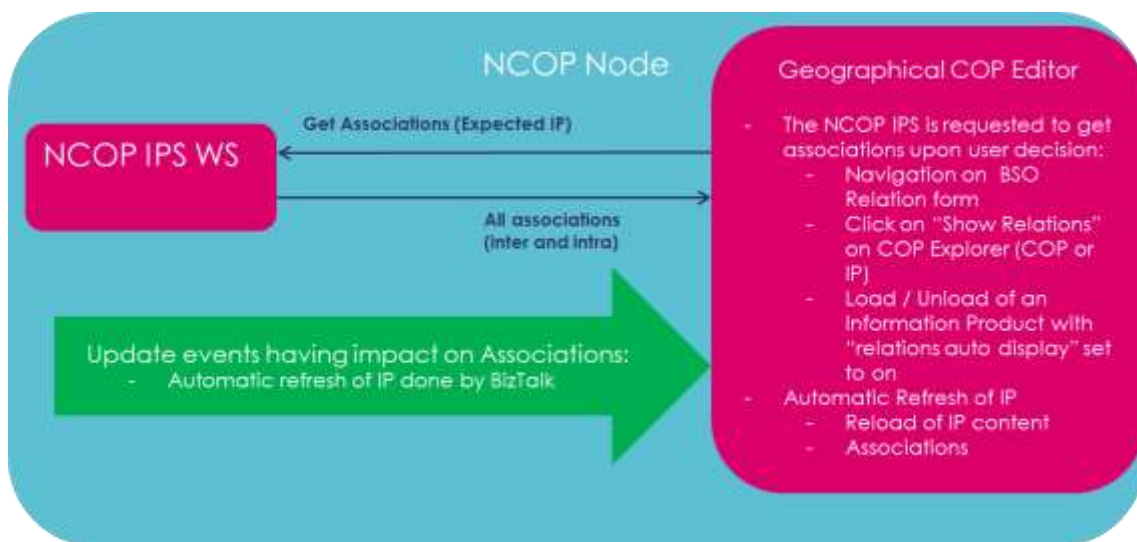 NCOP Node
NCOP IPS WS
Get Associations (Expected IP)
All associations
(inter and intra)
Update events having impact on Associations:
- Automatic refresh of IP done by BizTalk
Geographical COP Editor
- The NCOP IPS is requested to get
associations upon user decision:
- Navigation on BSO
Relation form
- Click on "Show Relations"
on COP Explorer (COP or
IP)
- Load / Unload of an
Information Product with
"relations auto display" set
to on
- Automatic Refresh of IP
- Reload of IP content
- Associations